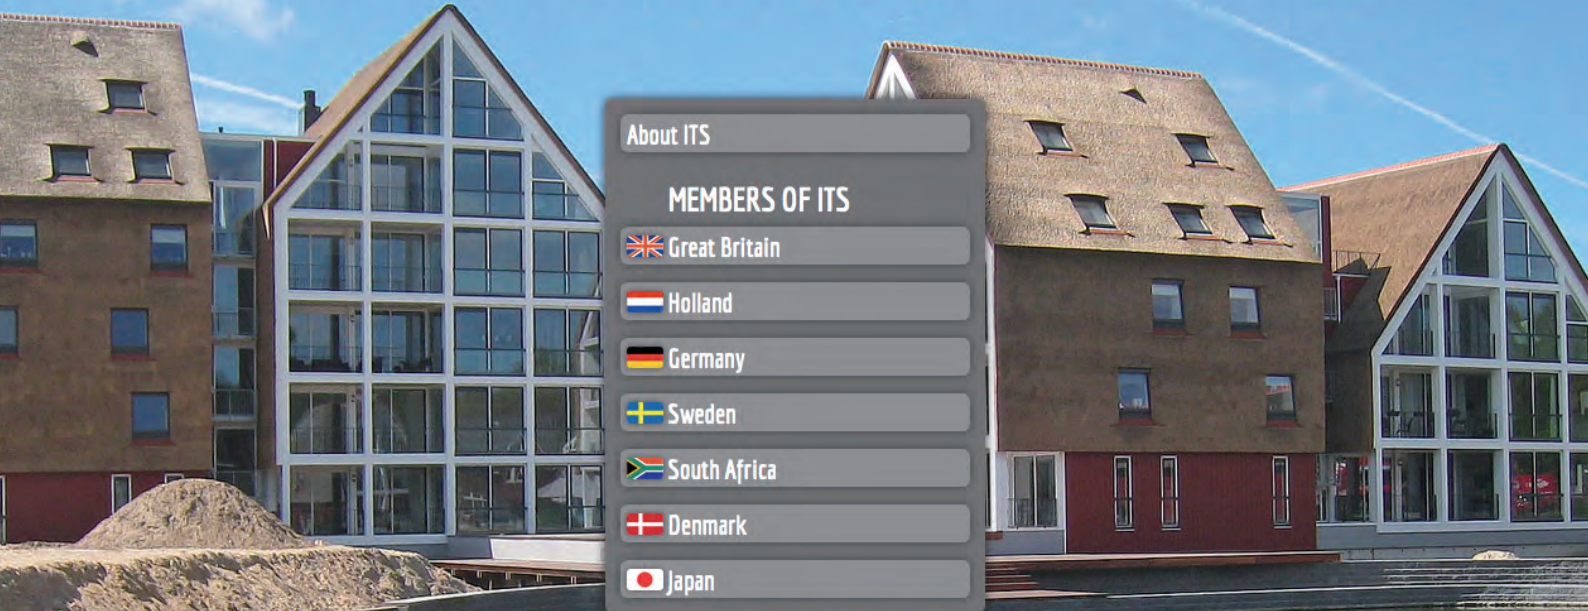 About ITS
MEMBERS OF ITS
Great Britain
Holland
Germany
Sweden
South Africa
Denmark
Japan